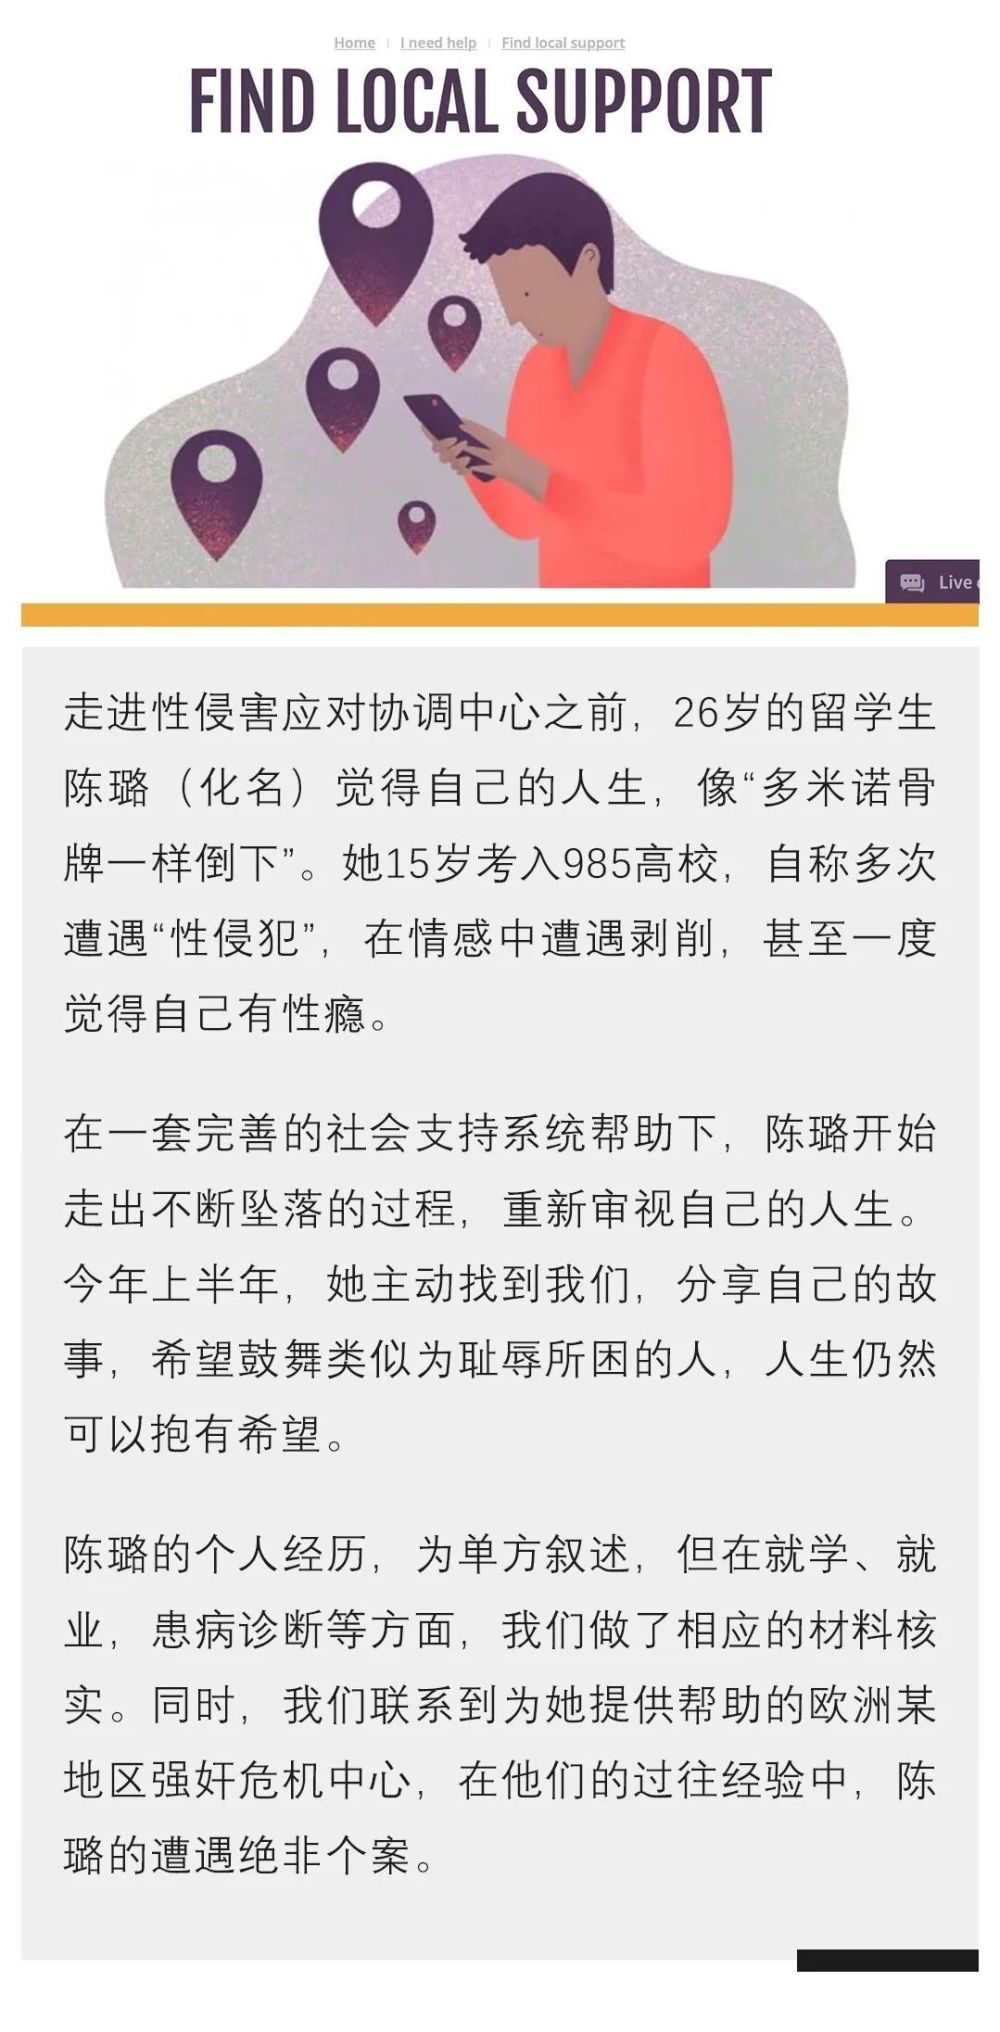 Home | I need help | Find local support
FIND LOCAL SUPPORT
Live
走进性侵害应对协调中心之前，26岁的留学生
陈璐（化名）觉得自己的人生，像“多米诺骨
牌一样倒下”。她15岁考入985高校，自称多次
遭遇“性侵犯”，在情感中遭遇剥削，甚至一度
觉得自己有性瘾。
在一套完善的社会支持系统帮助下，陈璐开始
走出不断坠落的过程，重新审视自己的人生。
今年上半年，她主动找到我们，分享自己的故
事，希望鼓舞类似为耻辱所困的人，人生仍然
可以抱有希望。
陈璐的个人经历，为单方叙述，但在就学、就
业，患病诊断等方面，我们做了相应的材料核
实。同时，我们联系到为她提供帮助的欧洲某
地区强奸危机中心，在他们的过往经验中，陈
璐的遭遇绝非个案。